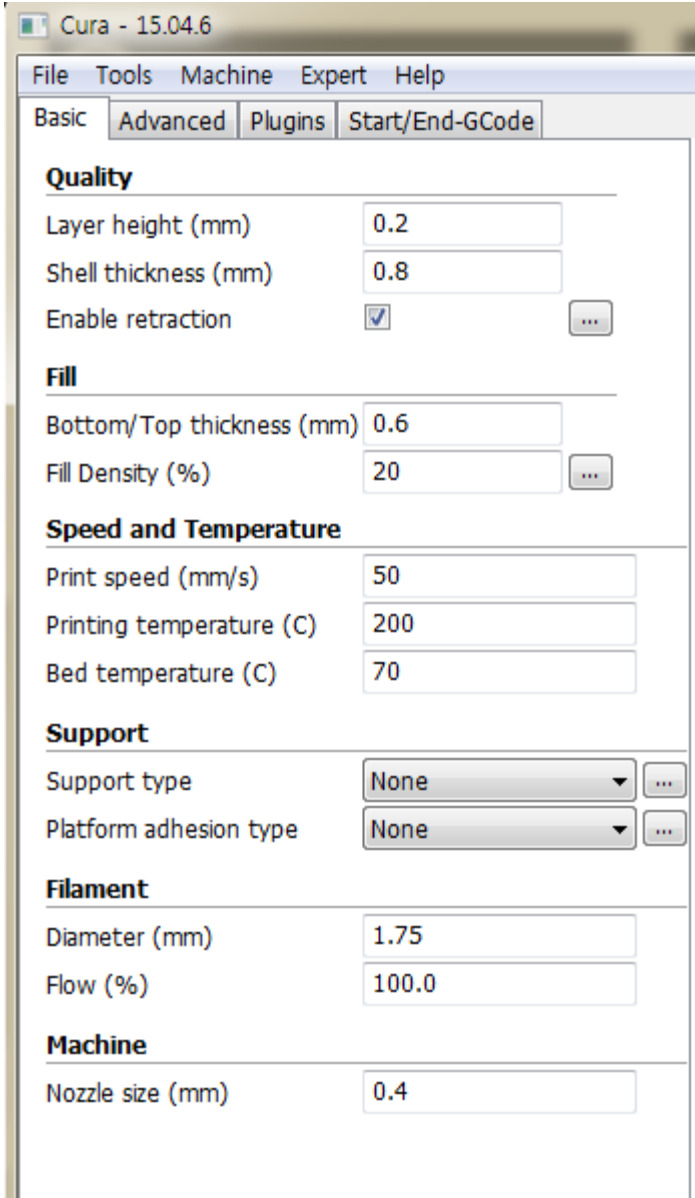 Cura - 15.04.6
File Tools Machine Expert Help
Basic Advanced Plugins Start/End-GCode
Quality
Layer height (mm) 0.2
Shell thickness (mm) 0.8
Enable retraction ...
Fill
Bottom/Top thickness (mm) 0.6
Fill Density (%) 20 ...
Speed and Temperature
Print speed (mm/s) 50
Printing temperature (C) 200
Bed temperature (C) 70
Support
Support type None ...
Platform adhesion type None ...
Filament
Diameter (mm) 1.75
Flow (%) 100.0
Machine
Nozzle size (mm) 0.4